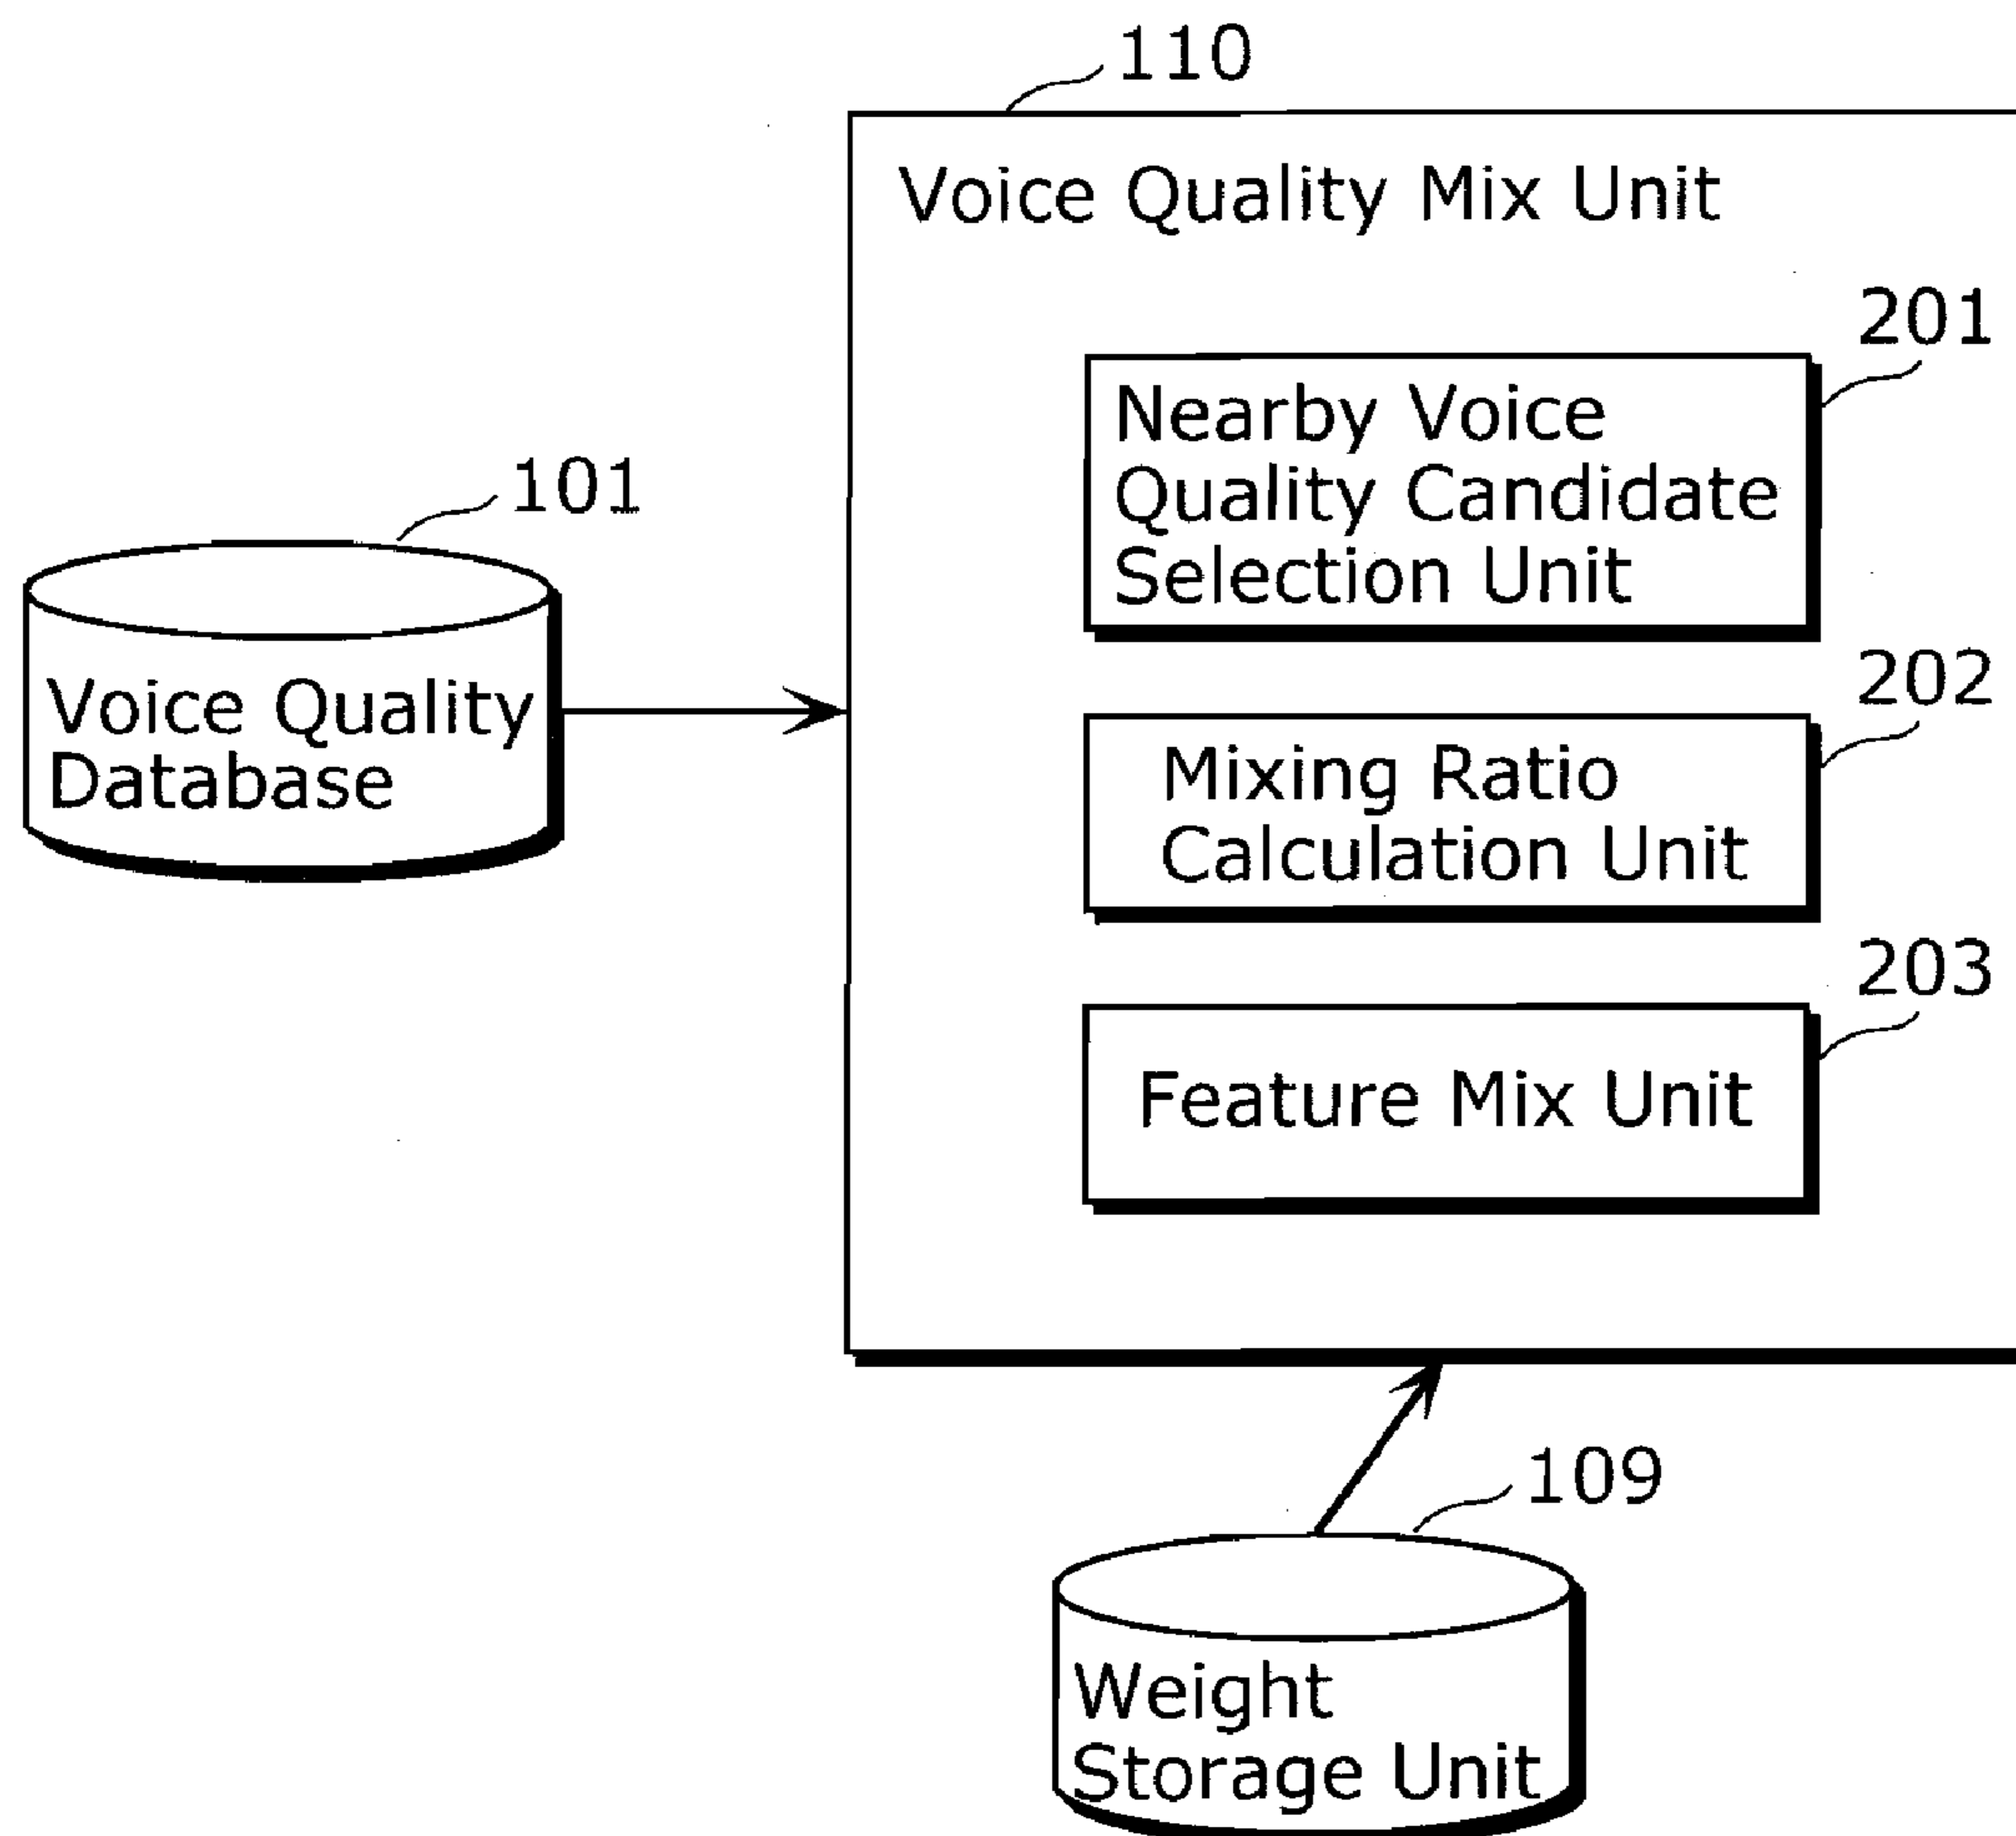 110
Voice Quality Mix Unit
201
Nearby Voice
Quality Candidate
Selection Unit
101
Voice Quality
Database
202
Mixing Ratio
Calculation Unit
203
Feature Mix Unit
109
Weight
Storage Unit